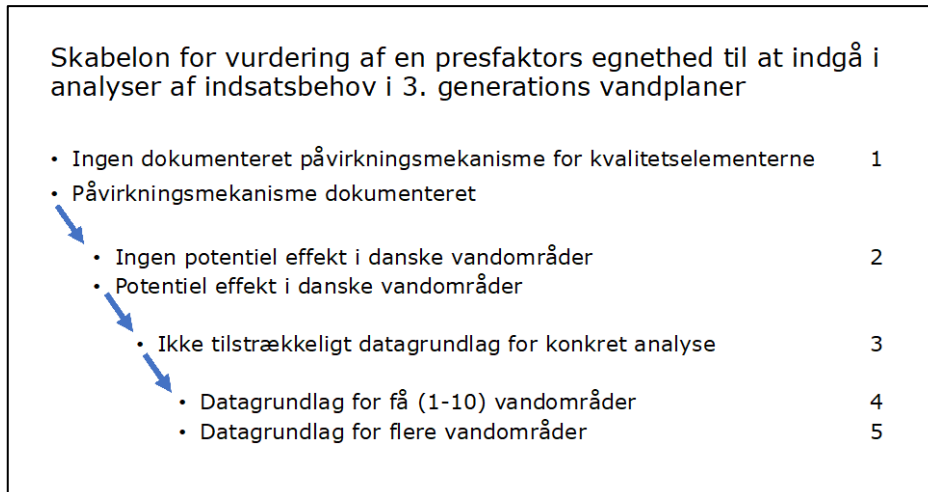 Skabelon for vurdering af en presfaktors egnethed til at indgå i
analyser af indsatsbehov i 3. generations vandplaner
• Ingen dokumenteret påvirkningsmekanisme for kvalitetselementerne 1
• Påvirkningsmekanisme dokumenteret
• Ingen potentiel effekt i danske vandområder 2
• Potentiel effekt i danske vandområder
• Ikke tilstrækkeligt datagrundlag for konkret analyse 3
• Datagrundlag for få (1-10) vandområder 4
• Datagrundlag for flere vandområder 5